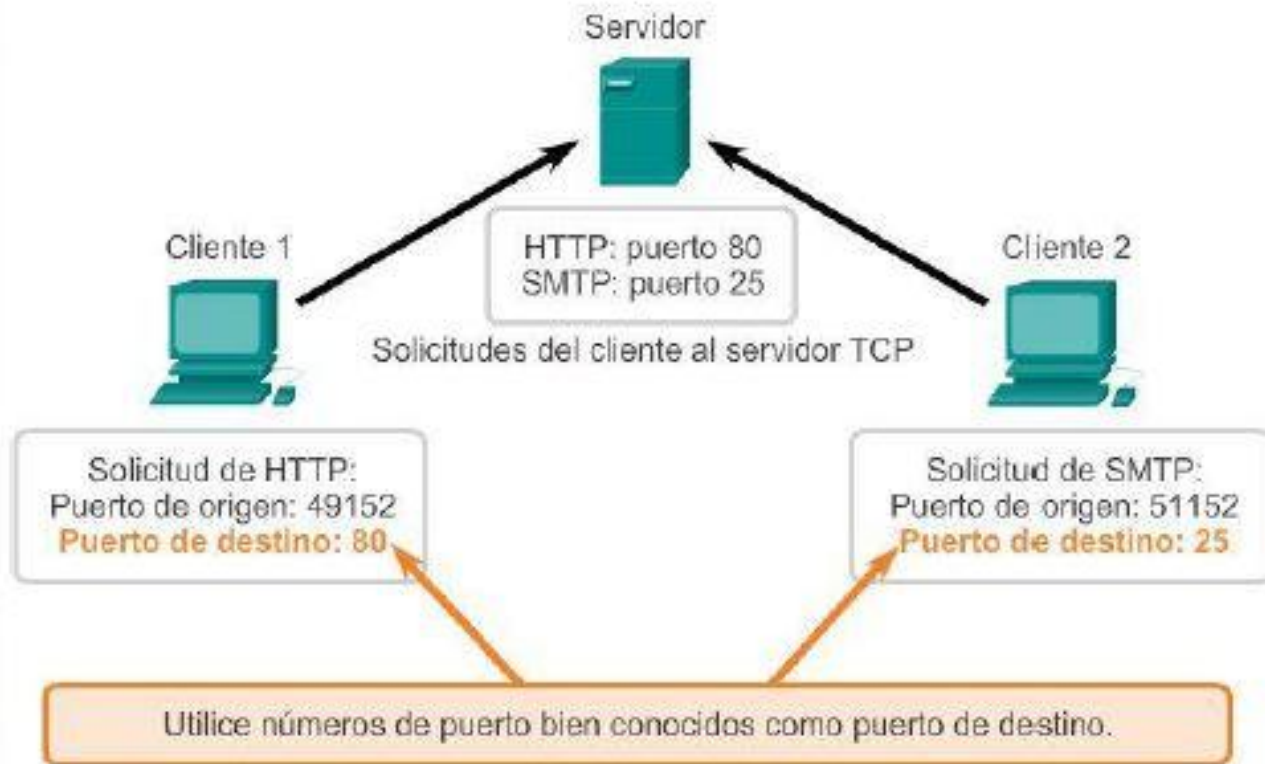 Servidor
Cliente 1
HTTP: puerto 80
SMTP: puerto 25
Cliente 2
Solicitudes del cliente al servidor TCP
Solicitud de HTTP:
Puerto de origen: 49152
Puerto de destino: 80
Solicitud de SMTP:
Puerto de origen: 51152
Puerto de destino: 25
Utilice números de puerto bien conocidos como puerto de destino.